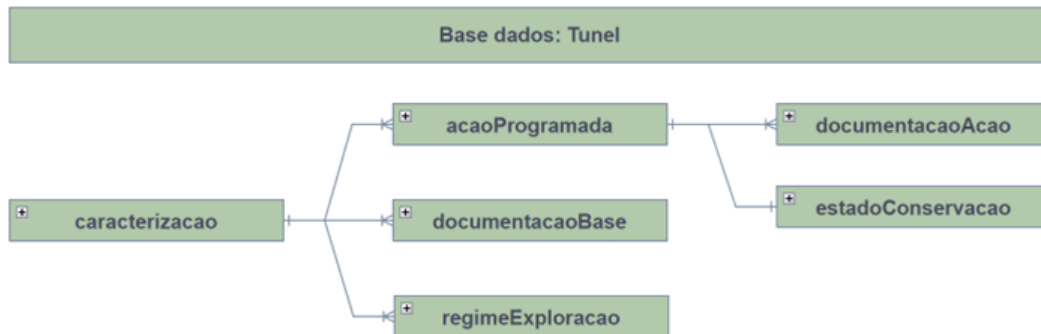 Base dados: Tunel
acaoProgramada
documentacaoAcao
caracterizacao
documentacaoBase
estadoConservacao
regimeExploracao